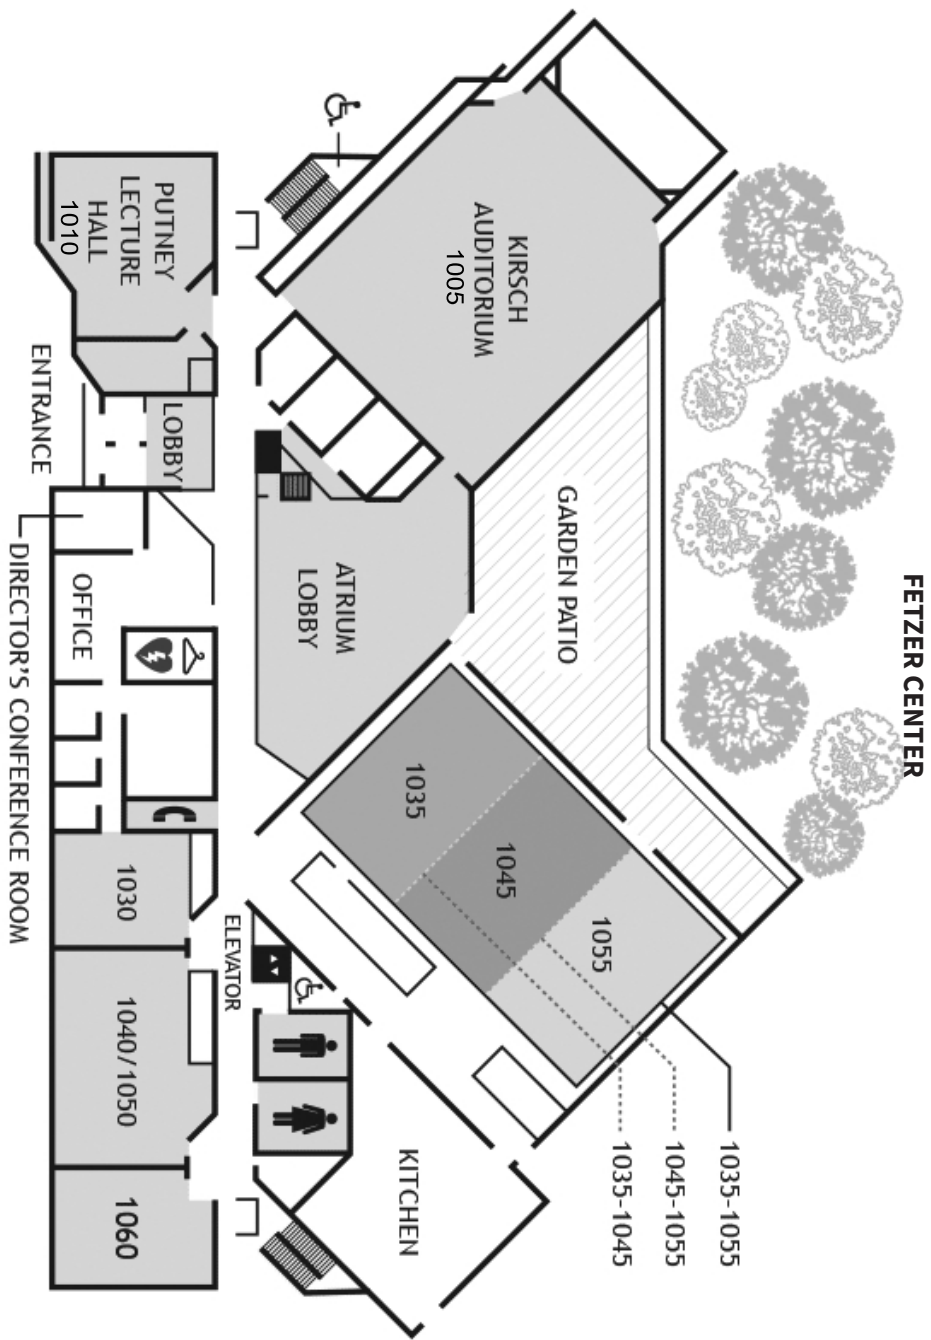 FETZER CENTER
KIRSCH
AUDITORIUM
1005
PUTNEY
LECTURE
HALL
1010
ENTRANCE
LOBBY
GARDEN PATIO
ATRIUM
LOBBY
OFFICE
DIRECTOR'S CONFERENCE ROOM
1035
1045
1055
1035-1055
1045-1055
1035-1045
1030
ELEVATOR
1040/1050
KITCHEN
1060